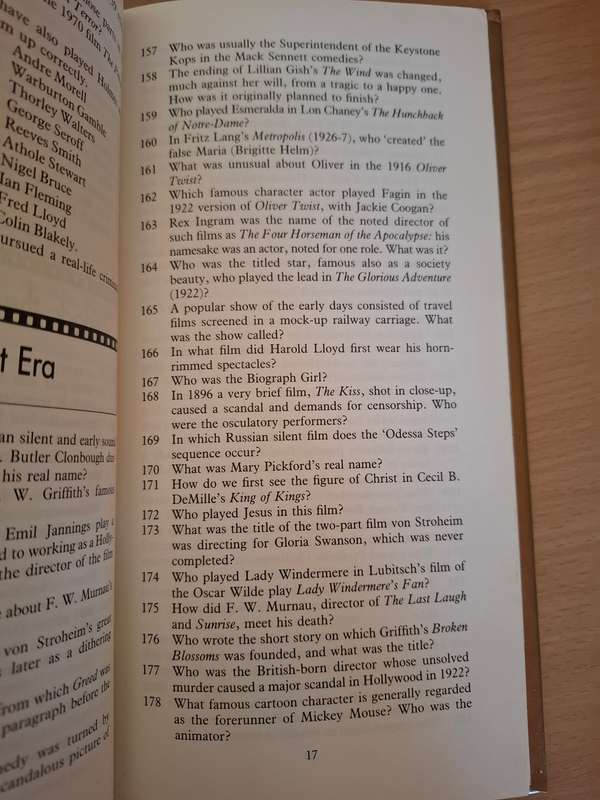 the 1970 film The
have also played Holmes
m up correctly.
Andre Morell
Warburton Gamble
Thorley Walters
George Seroff
Reeves Smith
Athole Stewart
Nigel Bruce
Ian Fleming
Fred Lloyd
Colin Blakely.
ursued a real-life
t Era
an silent and early sound
. Butler Clonbough
his real name?
. W. Griffith's famous
Emil Jannings play a
d to working as a Holly-
the director of the film
about F. W. Murnau's
von Stroheim's great
s later as a dithering
from which Greed was
paragraph before the
edy was turned by
scandalous picture of
157 Who was usually the Superintendent of the Keystone
Kops in the Mack Sennett comedies?
158 The ending of Lillian Gish's The Wind was changed,
much against her will, from a tragic to a happy one.
How was it originally planned to finish?
159 Who played Esmeralda in Lon Chaney's The Hunchback
of Notre-Dame?
160 In Fritz Lang's Metropolis (1926-7), who 'created' the
false Maria (Brigitte Helm)?
161 What was unusual about Oliver in the 1916 Oliver
Twist?
162 Which famous character actor played Fagin in the
1922 version of Oliver Twist, with Jackie Coogan?
163 Rex Ingram was the name of the noted director of
such films as The Four Horseman of the Apocalypse: his
namesake was an actor, noted for one role. What was it?
164 Who was the titled star, famous also as a society
beauty, who played the lead in The Glorious Adventure
(1922)?
165 A popular show of the early days consisted of travel
films screened in a mock-up railway carriage. What
was the show called?
166 In what film did Harold Lloyd first wear his horn-
rimmed spectacles?
167 Who was the Biograph Girl?
168 In 1896 a very brief film, The Kiss, shot in close-up,
caused a scandal and demands for censorship. Who
were the osculatory performers?
169 In which Russian silent film does the 'Odessa Steps'
sequence occur?
170 What was Mary Pickford's real name?
171 How do we first see the figure of Christ in Cecil B.
DeMille's King of Kings?
172 Who played Jesus in this film?
173 What was the title of the two-part film von Stroheim
was directing for Gloria Swanson, which was never
completed?
174 Who played Lady Windermere in Lubitsch's film of
the Oscar Wilde play Lady Windermere's Fan?
175 How did F. W. Murnau, director of The Last Laugh
and Sunrise, meet his death?
176 Who wrote the short story on which Griffith's Broken
Blossoms was founded, and what was the title?
177 Who was the British-born director whose unsolved
murder caused a major scandal in Hollywood in 1922?
178 What famous cartoon character is generally regarded
as the forerunner of Mickey Mouse? Who was the
animator?
17